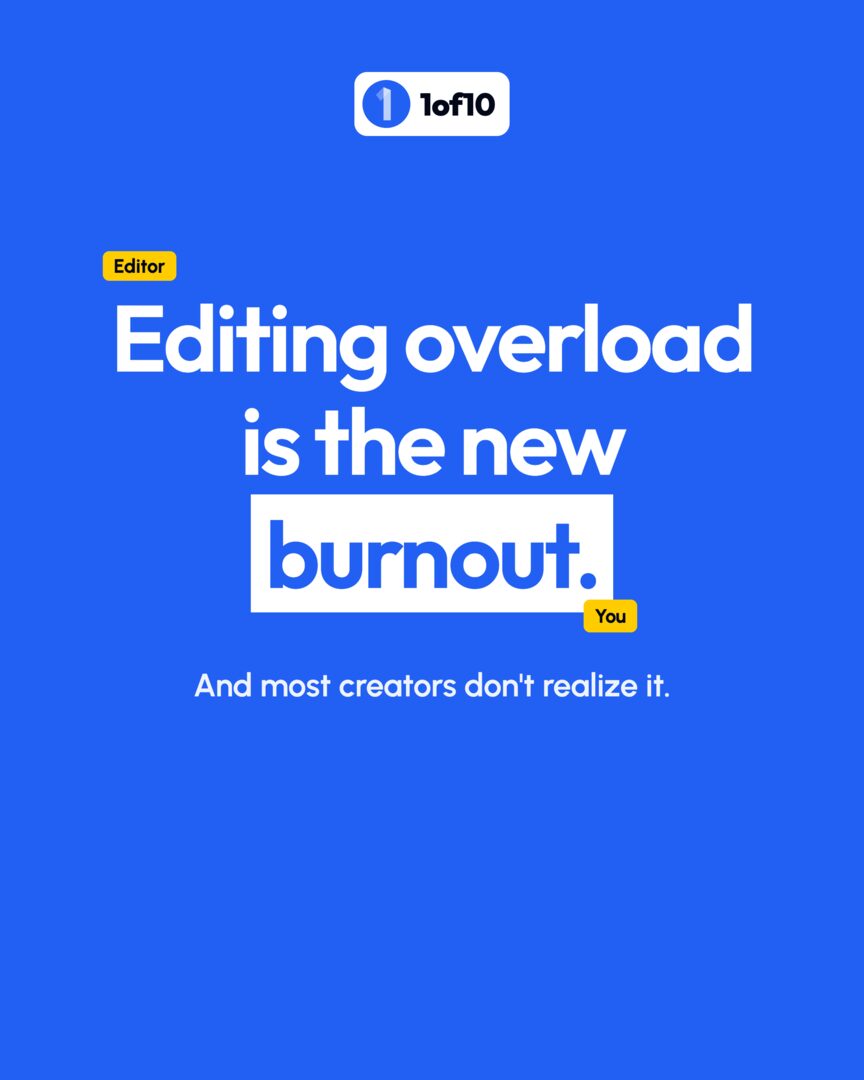 1of10
Editor
Editing overload
is the new
burnout.
You
And most creators don't realize it.